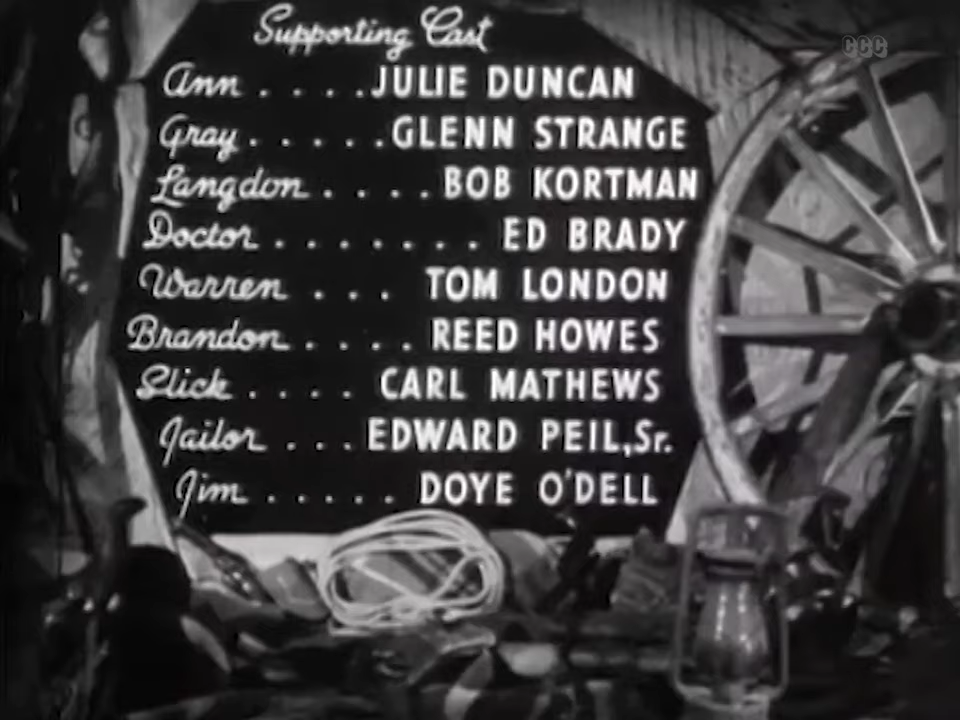 Supporting Cast
CCC
Ann . . . . JULIE DUNCAN
Gray . . . . . GLENN STRANGE
Langdon . . . . BOB KORTMAN
Doctor . . . . . . . ED BRADY
Warren . . . TOM LONDON
Brandon . . . . REED HOWES
Slick . . . . CARL MATHEWS
Jailor . . . EDWARD PEIL,Sr.
Jim . . . . . DOYE O'DELL